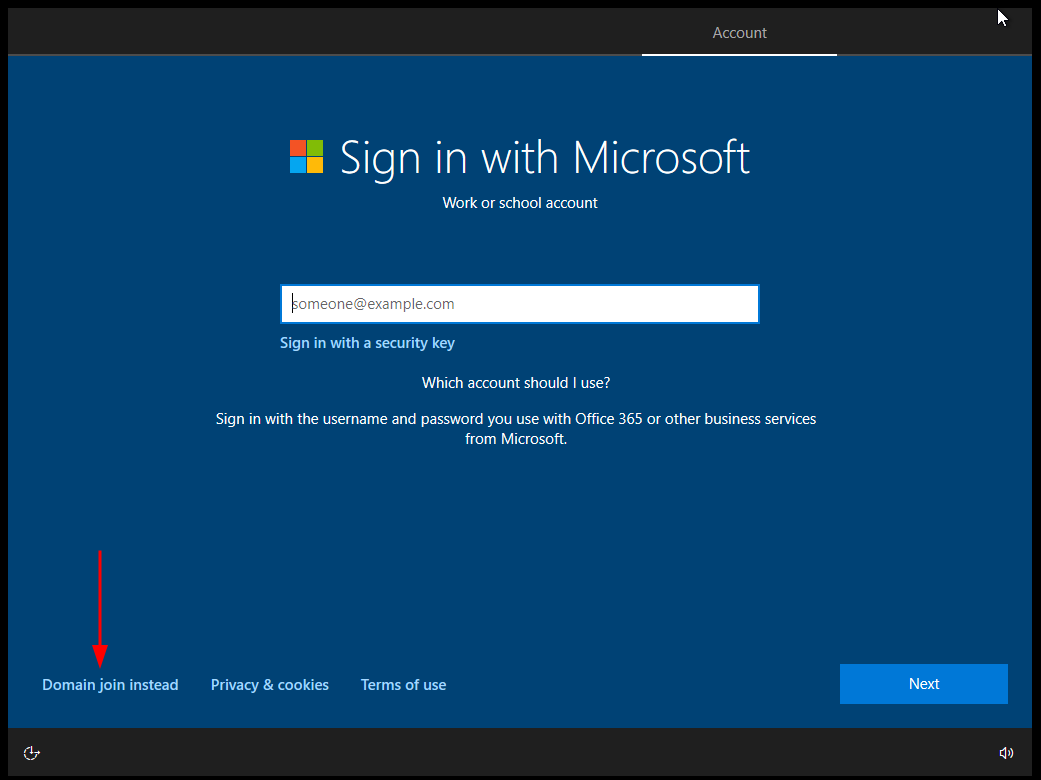 Account
Sign in with Microsoft
Work or school account
someone@example.com
Sign in with a security key
Which account should I use?
Sign in with the username and password you use with Office 365 or other business services
from Microsoft.
Domain join instead
Privacy & cookies
Terms of use
Next